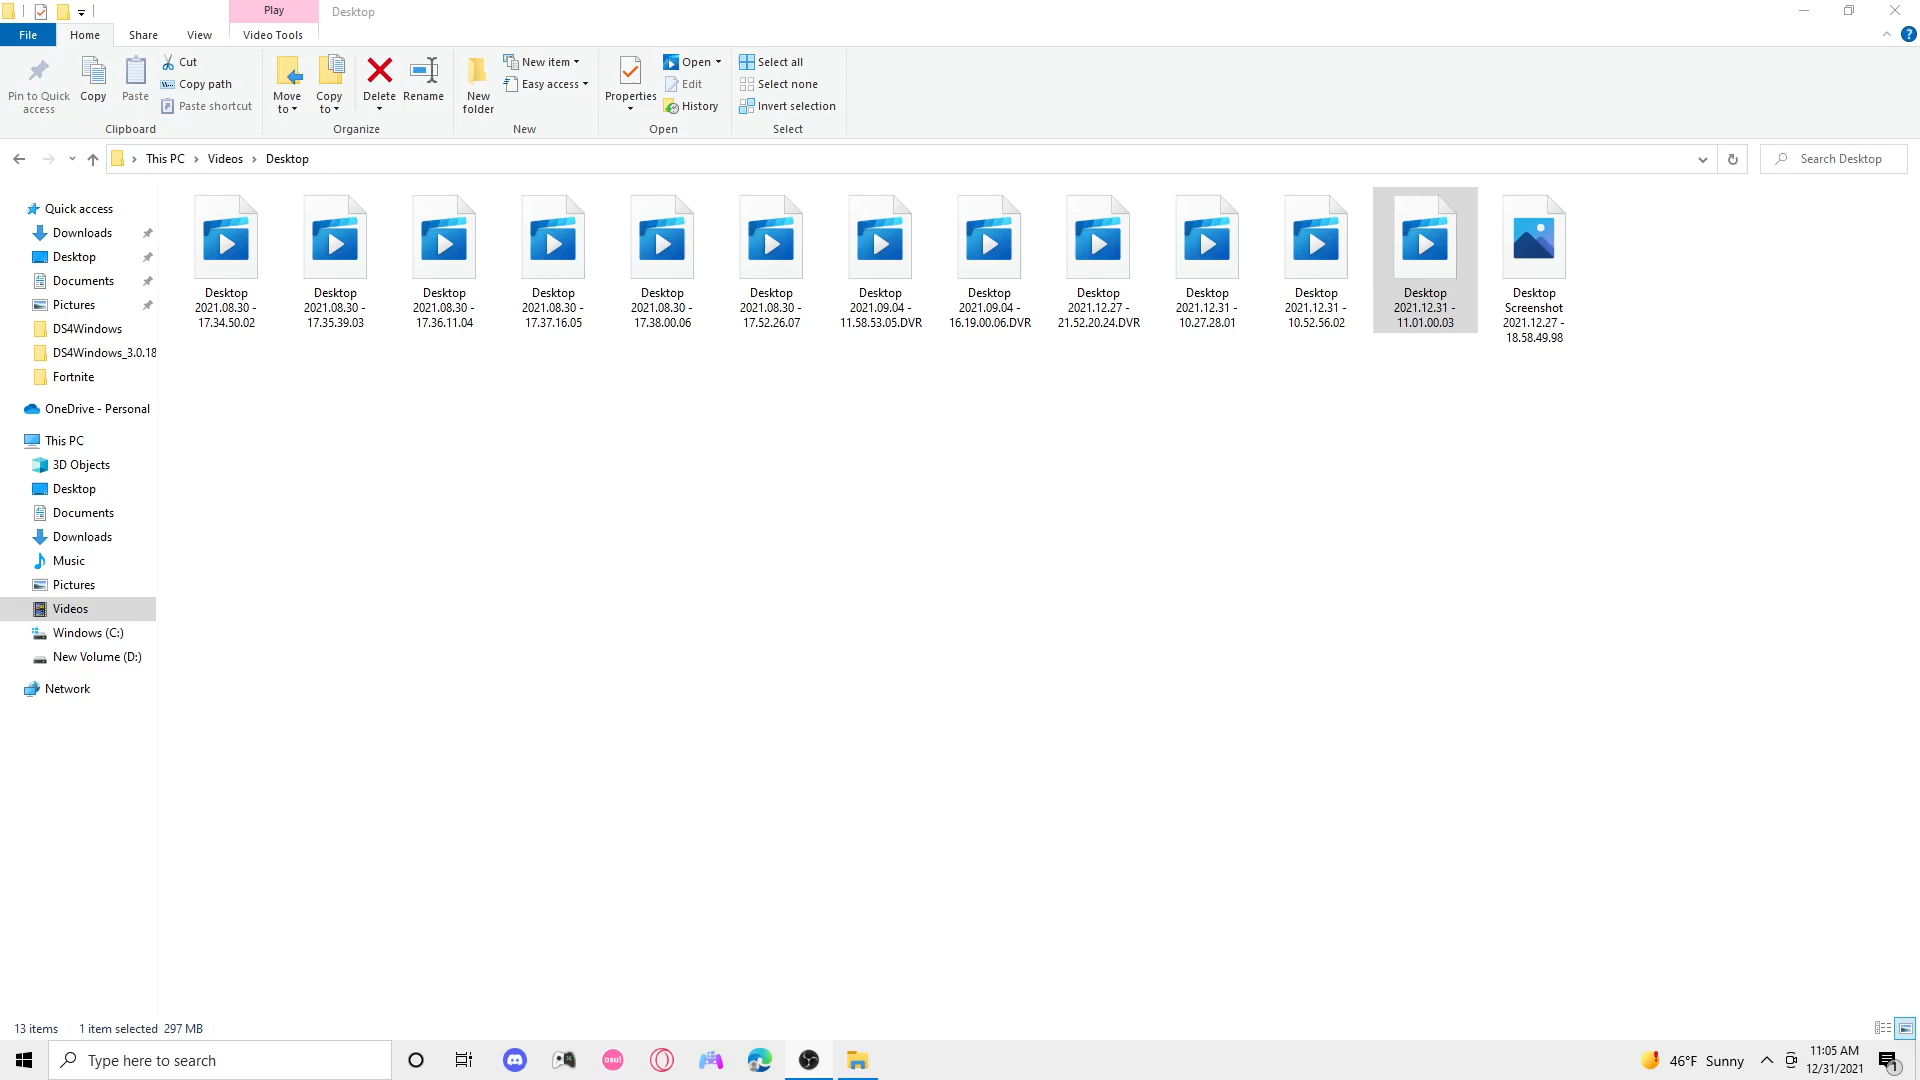 Play
Desktop
File
Home
Share
View
Video Tools
Pin to Quick access
Copy
Paste
Cut
Copy path
Paste shortcut
Clipboard
Move to
Copy to
Delete
Rename
Organize
New folder
New item
Easy access
New
Properties
Open
Edit
History
Open
Select all
Select none
Invert selection
Select
This PC > Videos > Desktop
Search Desktop
Quick access
Downloads
Desktop
Documents
Pictures
DS4Windows
DS4Windows_3.0.18
Fortnite
OneDrive - Personal
This PC
3D Objects
Desktop
Documents
Downloads
Music
Pictures
Videos
Windows (C:)
New Volume (D:)
Network
Desktop
2021.08.30 -
17.34.50.02
Desktop
2021.08.30 -
17.35.39.03
Desktop
2021.08.30 -
17.36.11.04
Desktop
2021.08.30 -
17.37.16.05
Desktop
2021.08.30 -
17.38.00.06
Desktop
2021.08.30 -
17.52.26.07
Desktop
2021.09.04 -
11.58.53.05.DVR
Desktop
2021.09.04 -
16.19.00.06.DVR
Desktop
2021.12.27 -
21.52.20.24.DVR
Desktop
2021.12.31 -
10.27.28.01
Desktop
2021.12.31 -
10.52.56.02
Desktop
2021.12.31 -
11.01.00.03
Desktop
Screenshot
2021.12.27 -
18.58.49.98
13 items
1 item selected 297 MB
Type here to search
osu!
46°F Sunny
11:05 AM
12/31/2021
1